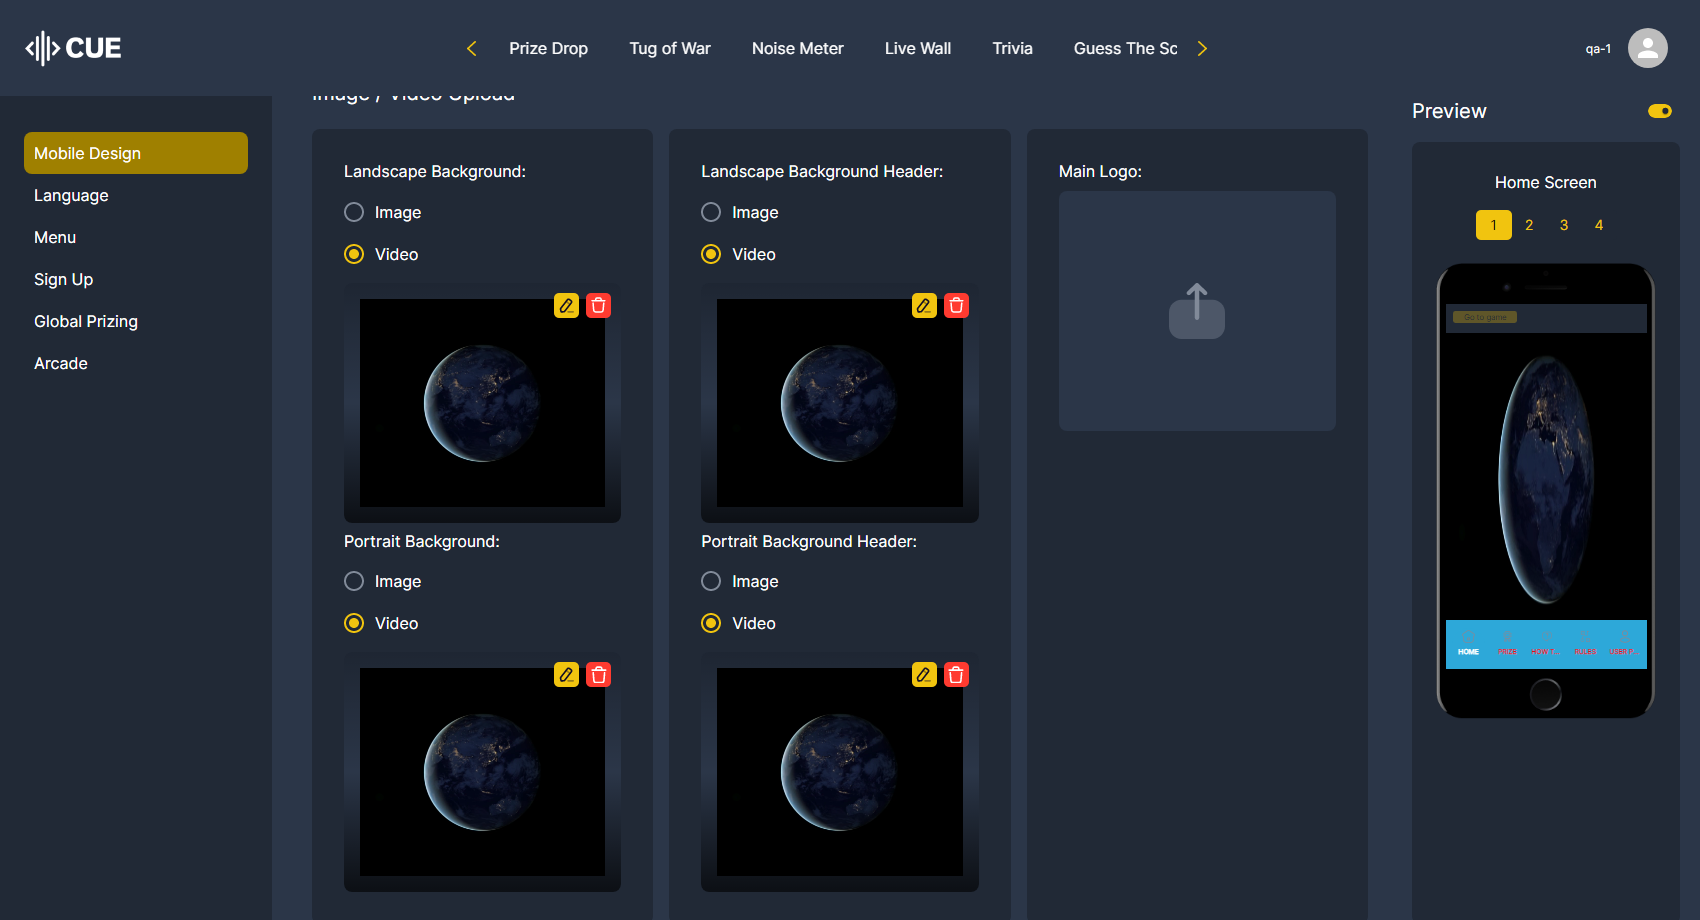 CUE
Prize Drop
Tug of War
Noise Meter
Live Wall
Trivia
Guess The Sc
qa-1
Mobile Design
Language
Menu
Sign Up
Global Prizing
Arcade
Image / Video Upload
Landscape Background:
Image
Video
Portrait Background:
Image
Video
Landscape Background Header:
Image
Video
Portrait Background Header:
Image
Video
Main Logo:
Preview
Home Screen
1 2 3 4
Go to game
HOME PRIZE HOW T... RULES USER P...